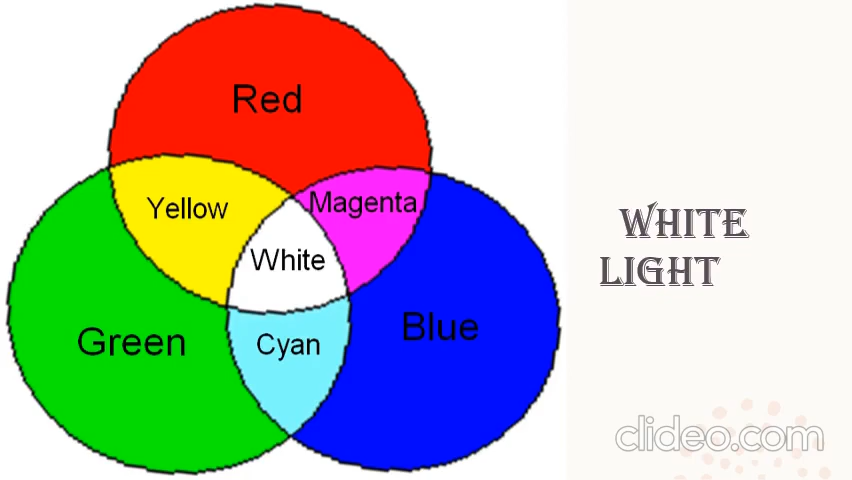 Red
Yellow
Magenta
White
Green
Cyan
Blue
WHITE
LIGHT
clideo.com